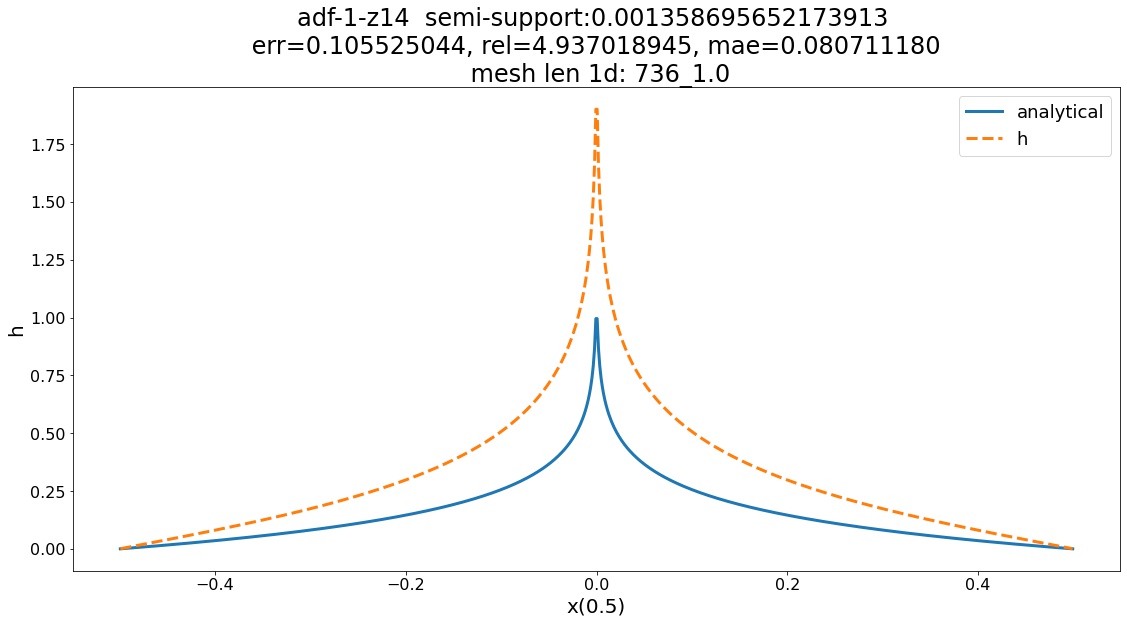 adf-1-z14  semi-support:0.001358695652173913
err=0.105525044, rel=4.937018945, mae=0.080711180
mesh len 1d: 736_1.0
analytical
h
h
1.75
1.50
1.25
1.00
0.75
0.50
0.25
0.00
−0.4
−0.2
0.0
0.2
0.4
x(0.5)